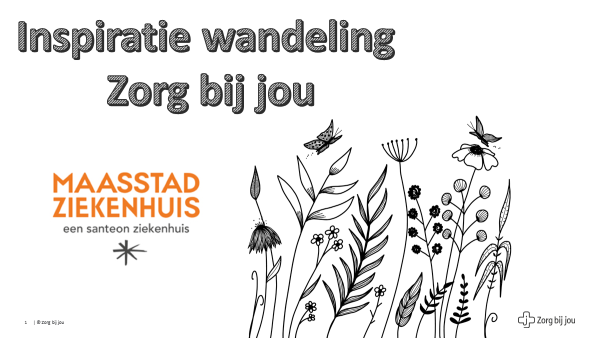 Inspiratie wandeling
Zorg bij jou
MAASSTAD
ZIEKENHUIS
een santeon ziekenhuis
1 | © zorg bij jou
Zorg bij jou